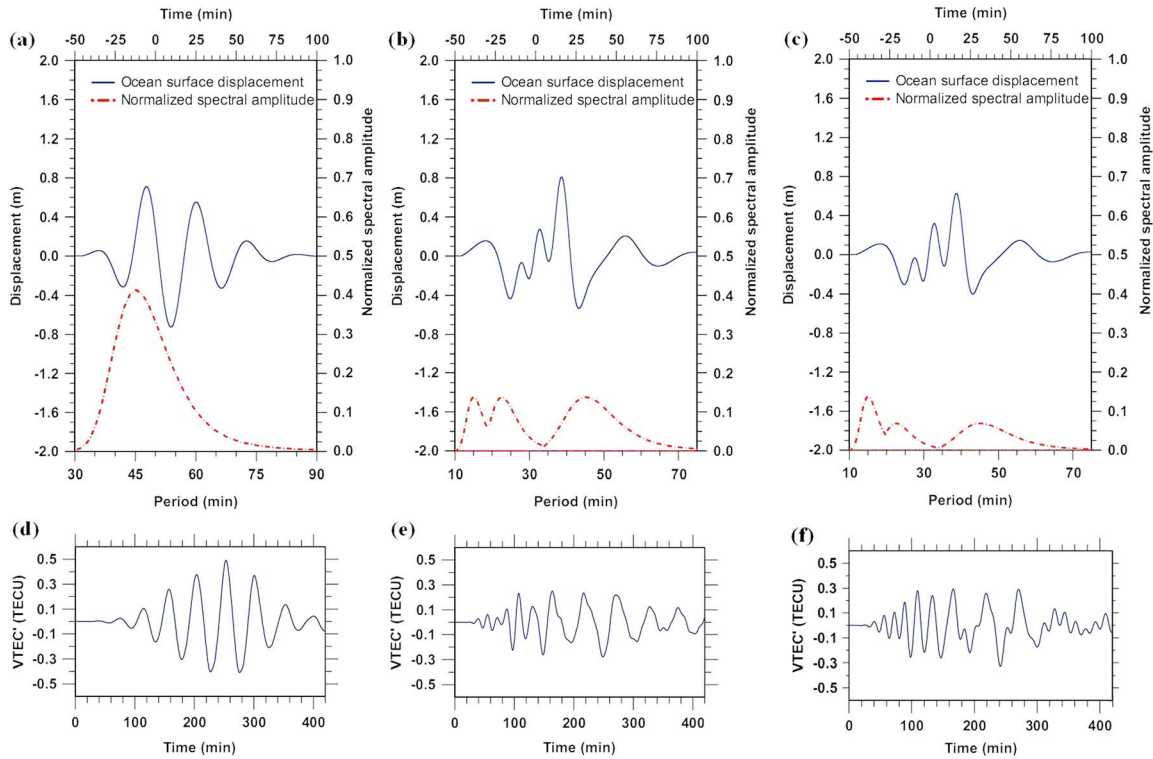 Time (min)
(a)
-50 -25 0 25 50 75 100
2.0
1.6
1.2
0.8
0.4
0.0
-0.4
-0.8
-1.2
-1.6
-2.0
Displacement (m)
Ocean surface displacement
Normalized spectral amplitude
1.0
0.9
0.8
0.7
0.6
0.5
0.4
0.3
0.2
0.1
0.0
Normalized spectral amplitude
30 45 60 75 90
Period (min)
Time (min)
(b)
-50 -25 0 25 50 75 100
2.0
1.6
1.2
0.8
0.4
0.0
-0.4
-0.8
-1.2
-1.6
-2.0
Displacement (m)
Ocean surface displacement
Normalized spectral amplitude
1.0
0.9
0.8
0.7
0.6
0.5
0.4
0.3
0.2
0.1
0.0
Normalized spectral amplitude
10 30 50 70
Period (min)
Time (min)
(c)
-50 -25 0 25 50 75 100
2.0
1.6
1.2
0.8
0.4
0.0
-0.4
-0.8
-1.2
-1.6
-2.0
Displacement (m)
Ocean surface displacement
Normalized spectral amplitude
1.0
0.9
0.8
0.7
0.6
0.5
0.4
0.3
0.2
0.1
0.0
Normalized spectral amplitude
10 30 50 70
Period (min)
(d)
0.5
0.3
0.1
-0.1
-0.3
-0.5
VTEC' (TECU)
0 100 200 300 400
Time (min)
(e)
0.5
0.3
0.1
-0.1
-0.3
-0.5
VTEC' (TECU)
0 100 200 300 400
Time (min)
(f)
0.5
0.3
0.1
-0.1
-0.3
-0.5
VTEC' (TECU)
0 100 200 300 400
Time (min)